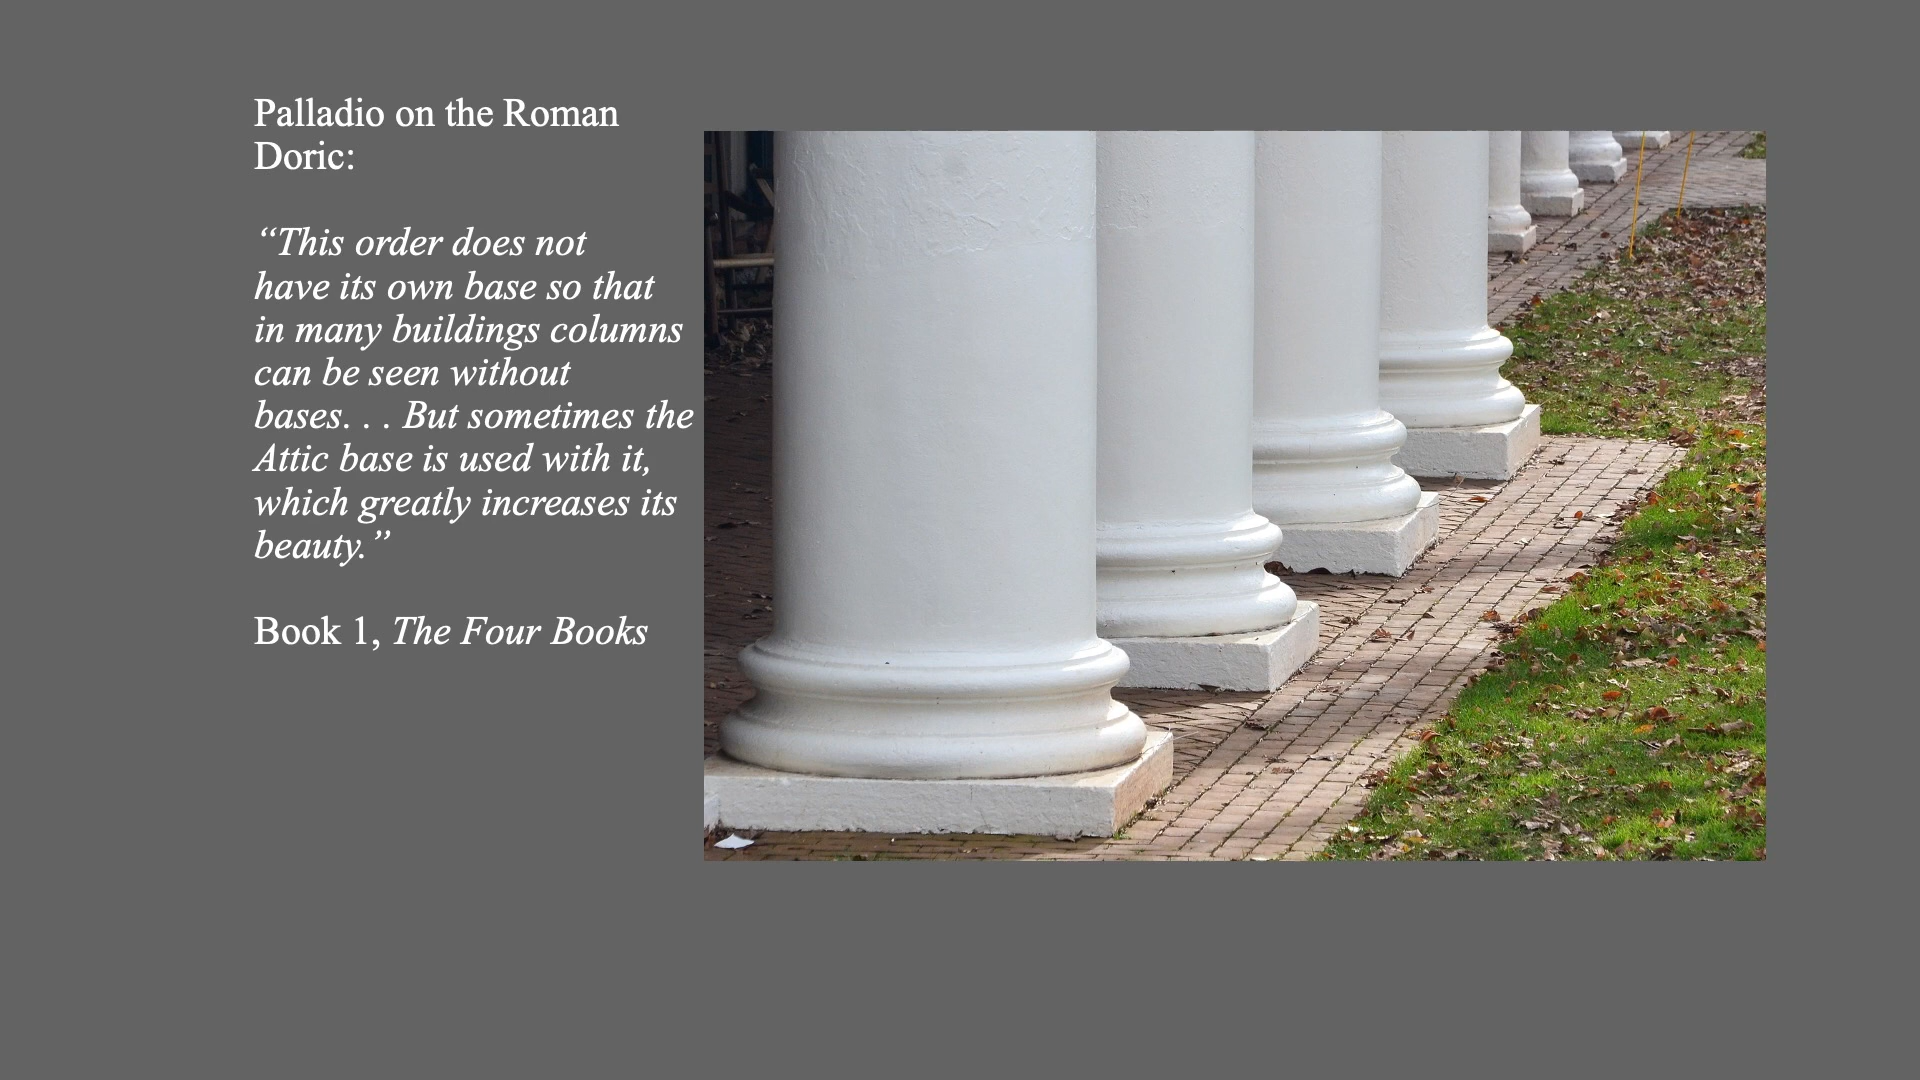 Palladio on the Roman
Doric:
“This order does not
have its own base so that
in many buildings columns
can be seen without
bases. . . But sometimes the
Attic base is used with it,
which greatly increases its
beauty.”
Book 1, The Four Books